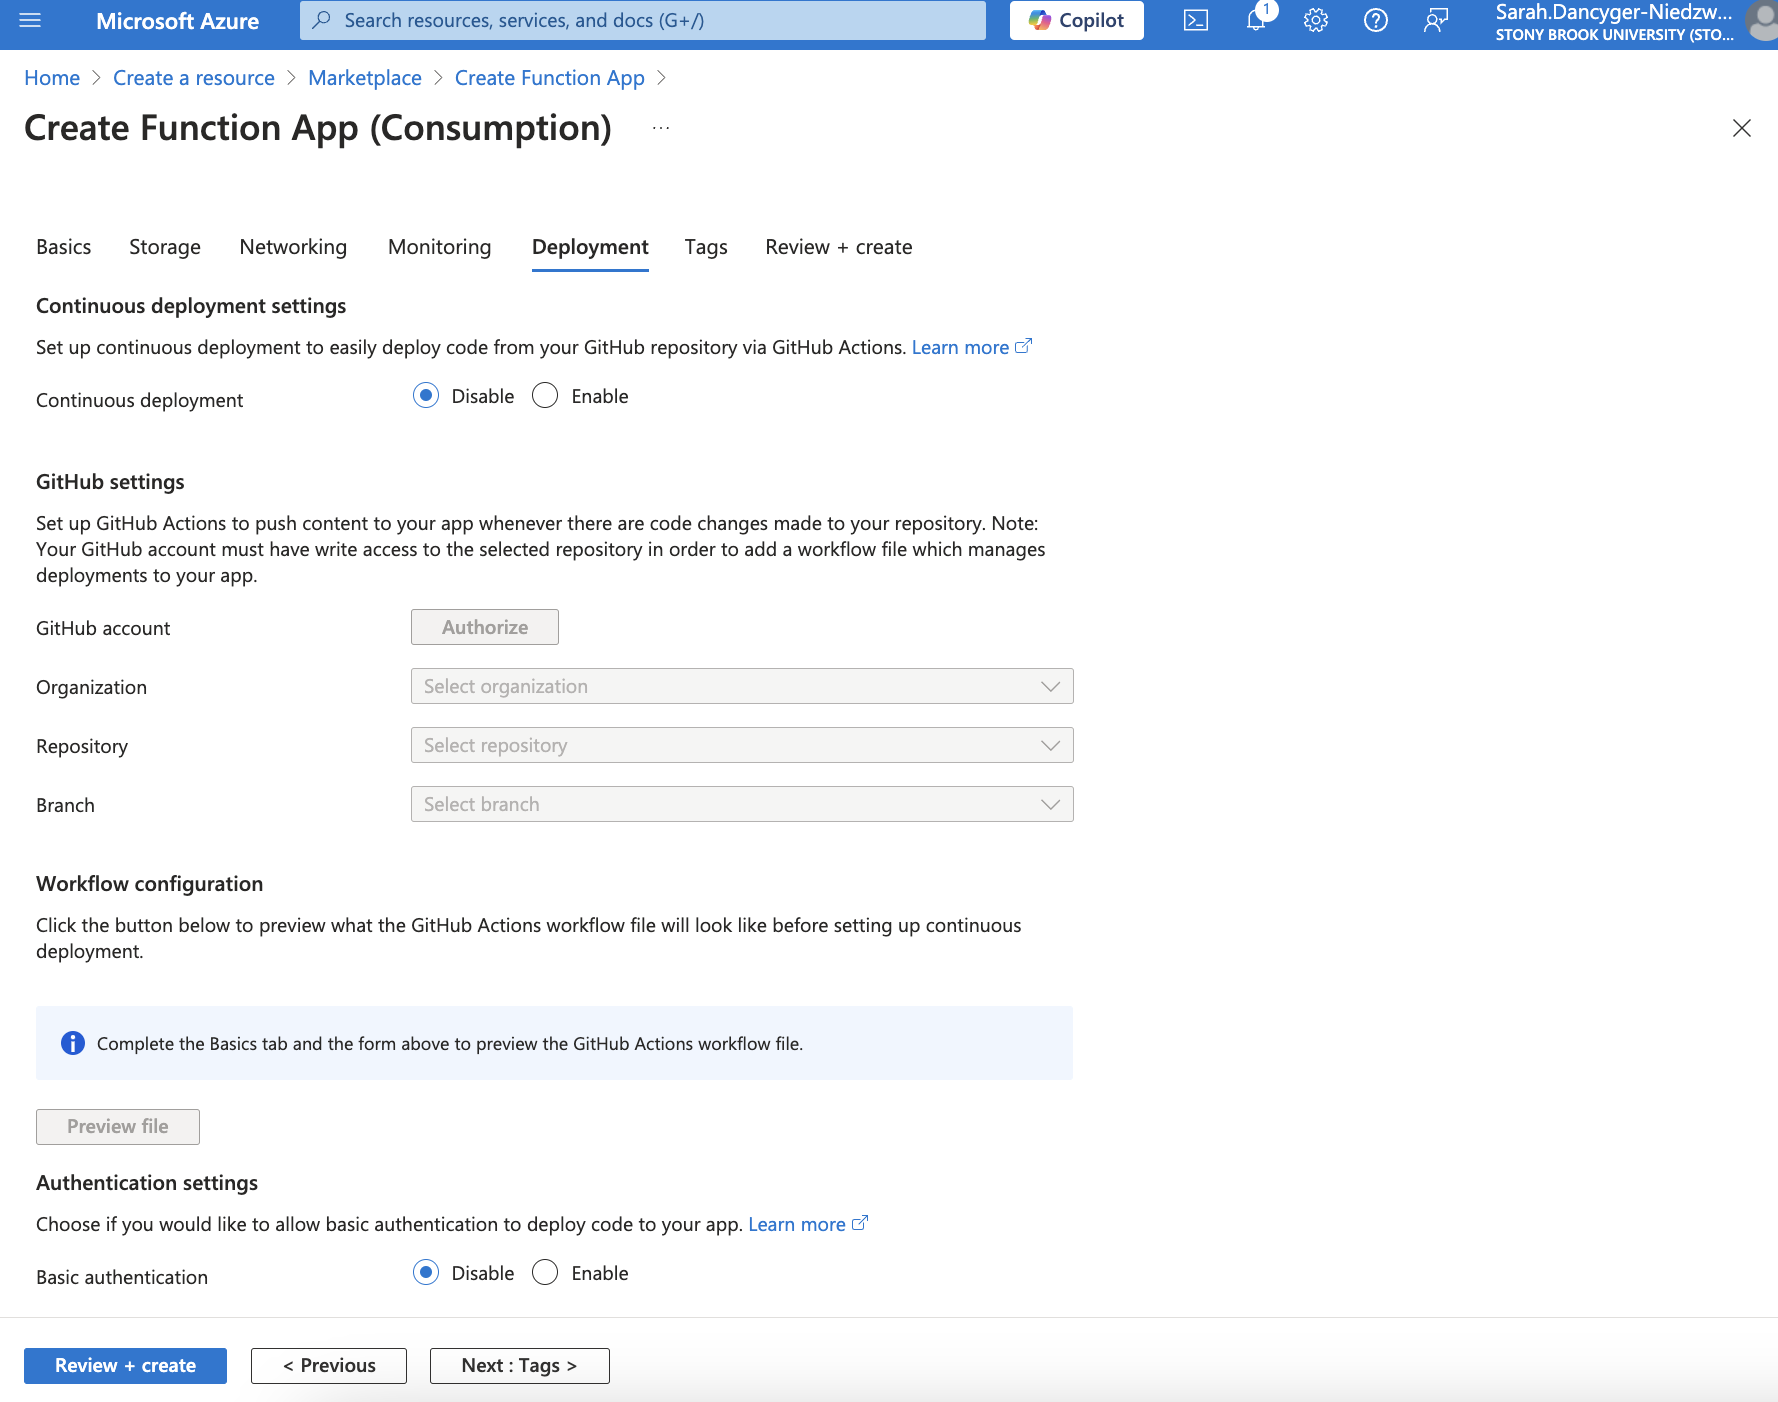 Microsoft Azure
Search resources, services, and docs (G+/)
Copilot
1
Sarah.Dancyger-Niedzw...
STONY BROOK UNIVERSITY (STO...
Home > Create a resource > Marketplace > Create Function App >
Create Function App (Consumption) ...
Basics Storage Networking Monitoring Deployment Tags Review + create
Continuous deployment settings
Set up continuous deployment to easily deploy code from your GitHub repository via GitHub Actions. Learn more
Continuous deployment Disable Enable
GitHub settings
Set up GitHub Actions to push content to your app whenever there are code changes made to your repository. Note:
Your GitHub account must have write access to the selected repository in order to add a workflow file which manages
deployments to your app.
GitHub account Authorize
Organization Select organization
Repository Select repository
Branch Select branch
Workflow configuration
Click the button below to preview what the GitHub Actions workflow file will look like before setting up continuous
deployment.
Complete the Basics tab and the form above to preview the GitHub Actions workflow file.
Preview file
Authentication settings
Choose if you would like to allow basic authentication to deploy code to your app. Learn more
Basic authentication Disable Enable
Review + create < Previous Next : Tags >